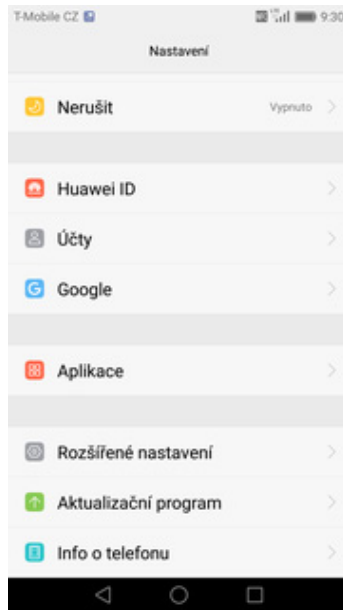 T-Mobile CZ
9:30
Nastavení
Nerušit
Vypnuto
Huawei ID
Účty
Google
Aplikace
Rozšířené nastavení
Aktualizační program
Info o telefonu